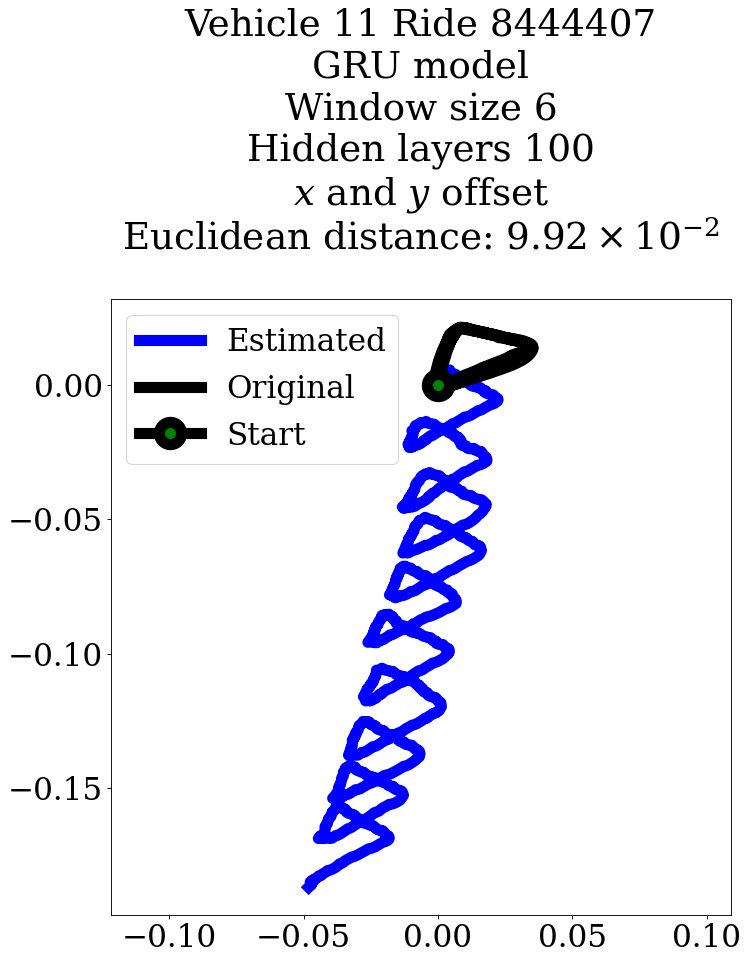 Vehicle 11 Ride 8444407
GRU model
Window size 6
Hidden layers 100
x and y offset
Euclidean distance: 9.92 × 10⁻²
Estimated
Original
Start
0.00
−0.05
−0.10
−0.15
−0.10 −0.05 0.00 0.05 0.10